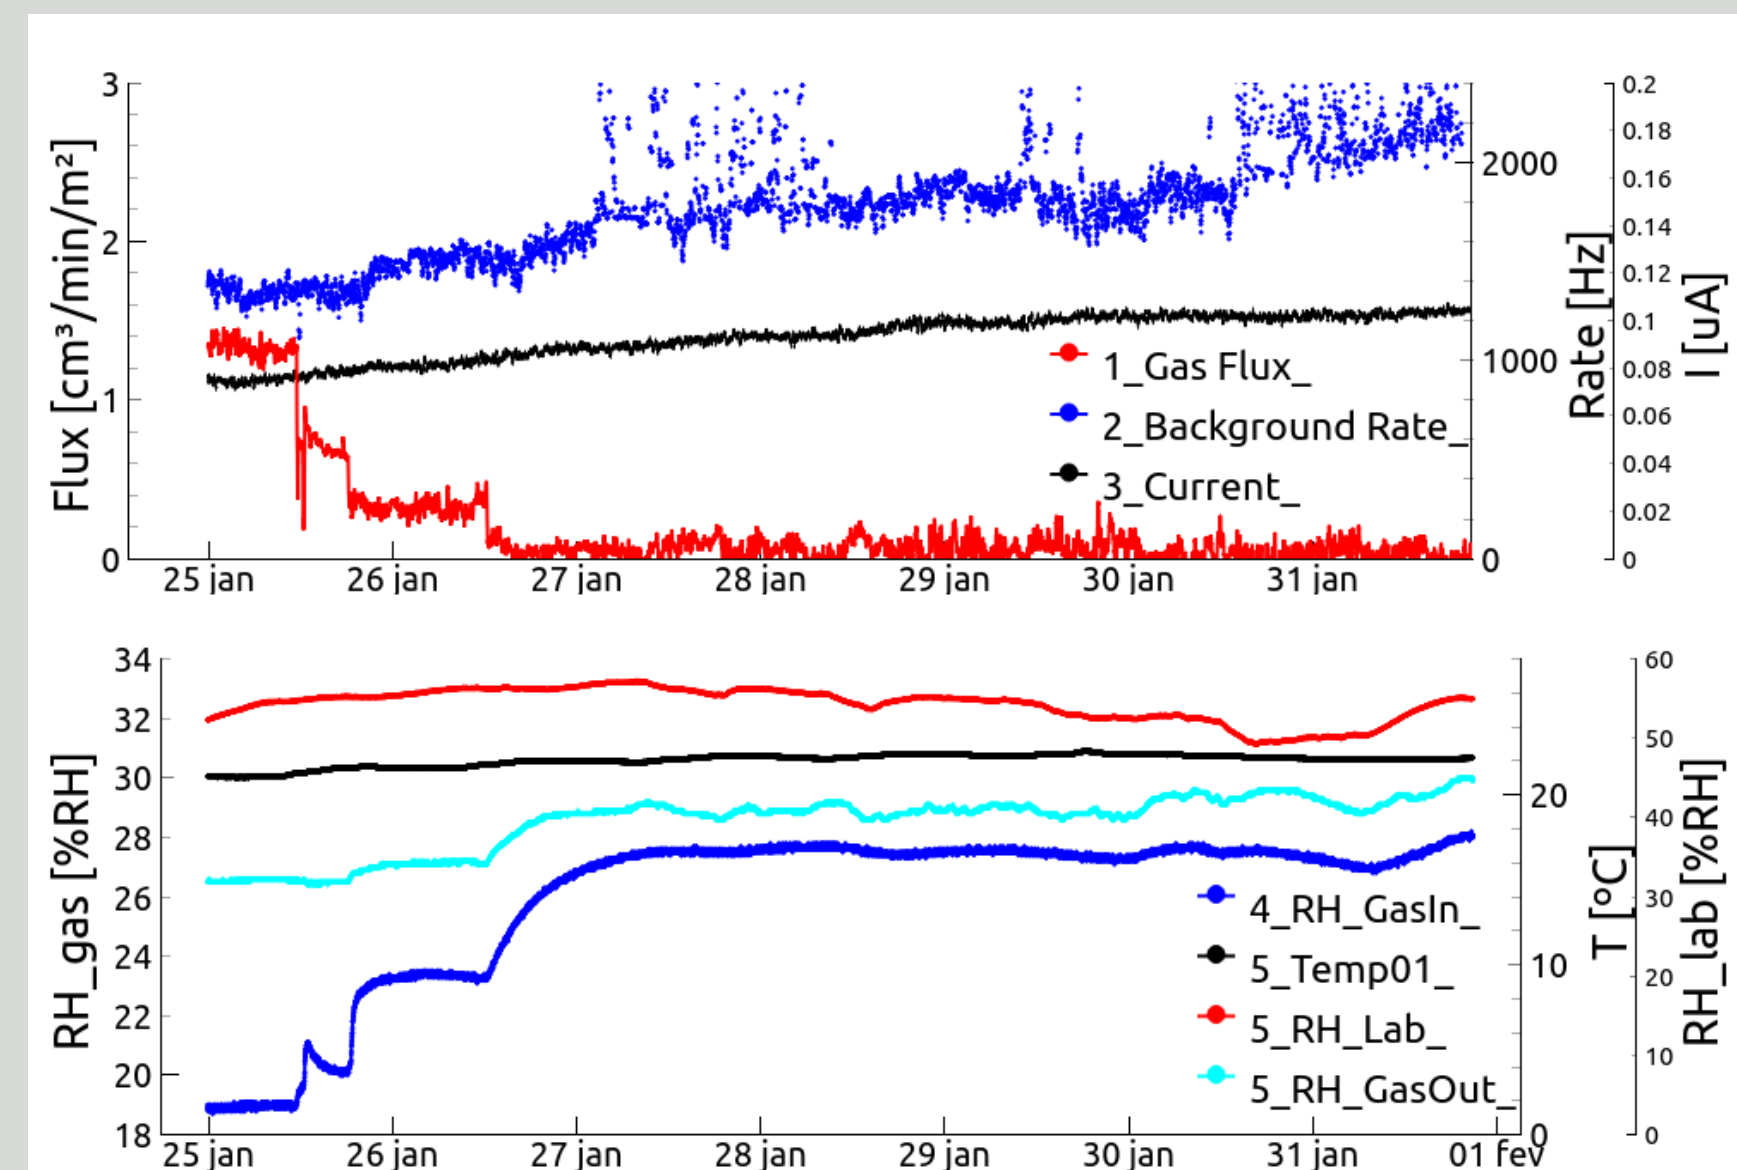 3
2
1
0
Flux [cm³/min/m²]
2000
1000
0
Rate [Hz]
0.2
0.18
0.16
0.14
0.12
0.1
0.08
0.06
0.04
0.02
0
I [uA]
1_Gas Flux_
2_Background Rate_
3_Current_
25 jan 26 jan 27 jan 28 jan 29 jan 30 jan 31 jan
34
32
30
28
26
24
22
20
18
RH_gas [%RH]
20
10
0
T [ºC]
60
50
40
30
20
10
0
RH_lab [%RH]
4_RH_GasIn_
5_Temp01_
5_RH_Lab_
5_RH_GasOut_
25 jan 26 jan 27 jan 28 jan 29 jan 30 jan 31 jan 01 fev